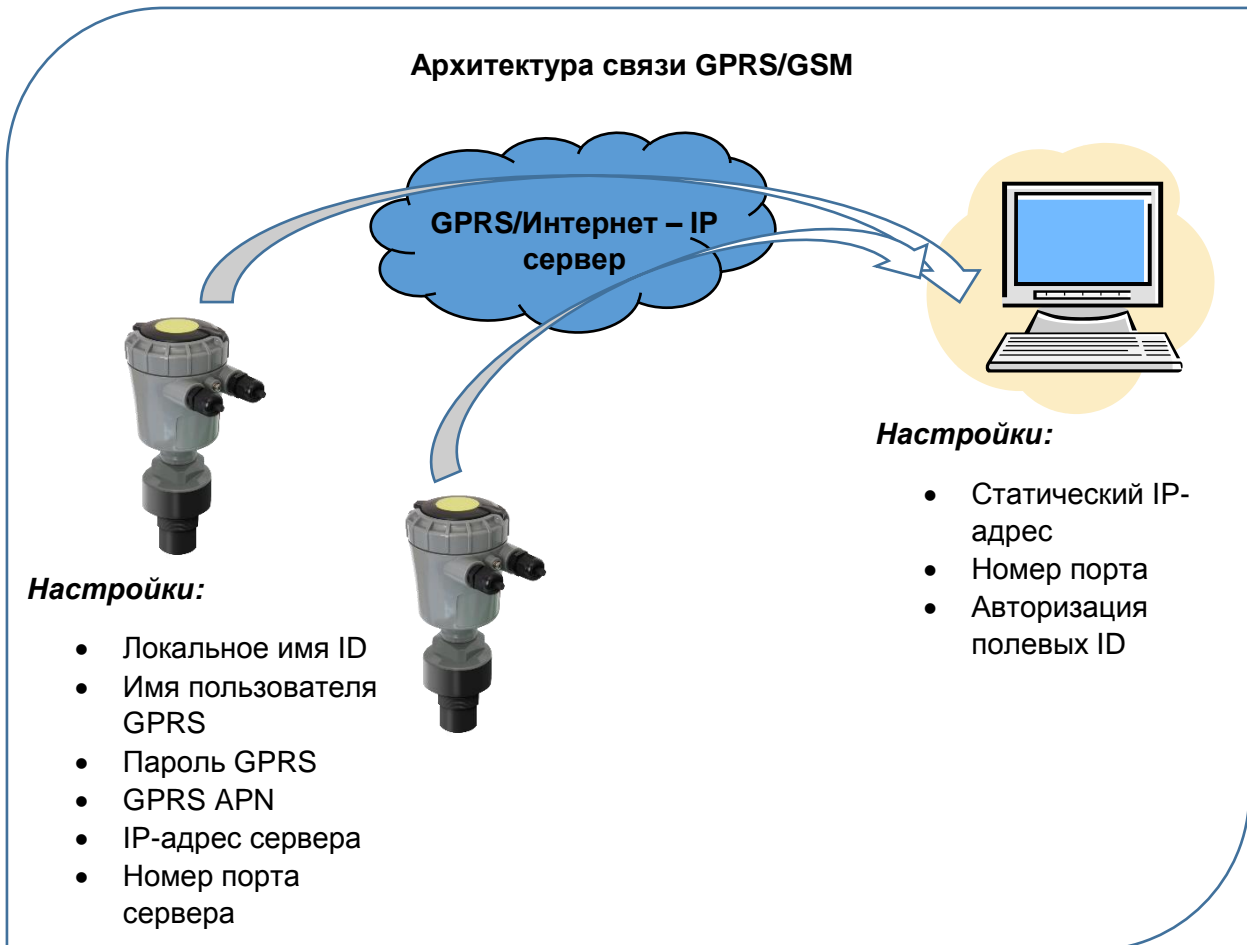 Архитектура связи GPRS/GSM
GPRS/Интернет – IP
сервер
Настройки:
• Статический IP-
адрес
• Номер порта
• Авторизация
полевых ID
Настройки:
• Локальное имя ID
• Имя пользователя
GPRS
• Пароль GPRS
• GPRS APN
• IP-адрес сервера
• Номер порта
сервера